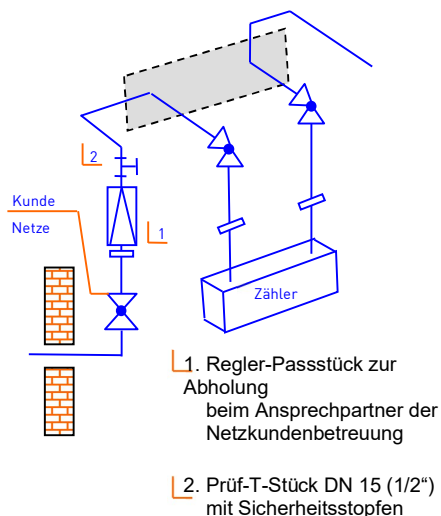 2
Kunde
Netze
1
Zähler
1. Regler-Passstück zur
Abholung
beim Ansprechpartner der
Netzkundenbetreuung
2. Prüf-T-Stück DN 15 (1/2“)
mit Sicherheitsstopfen